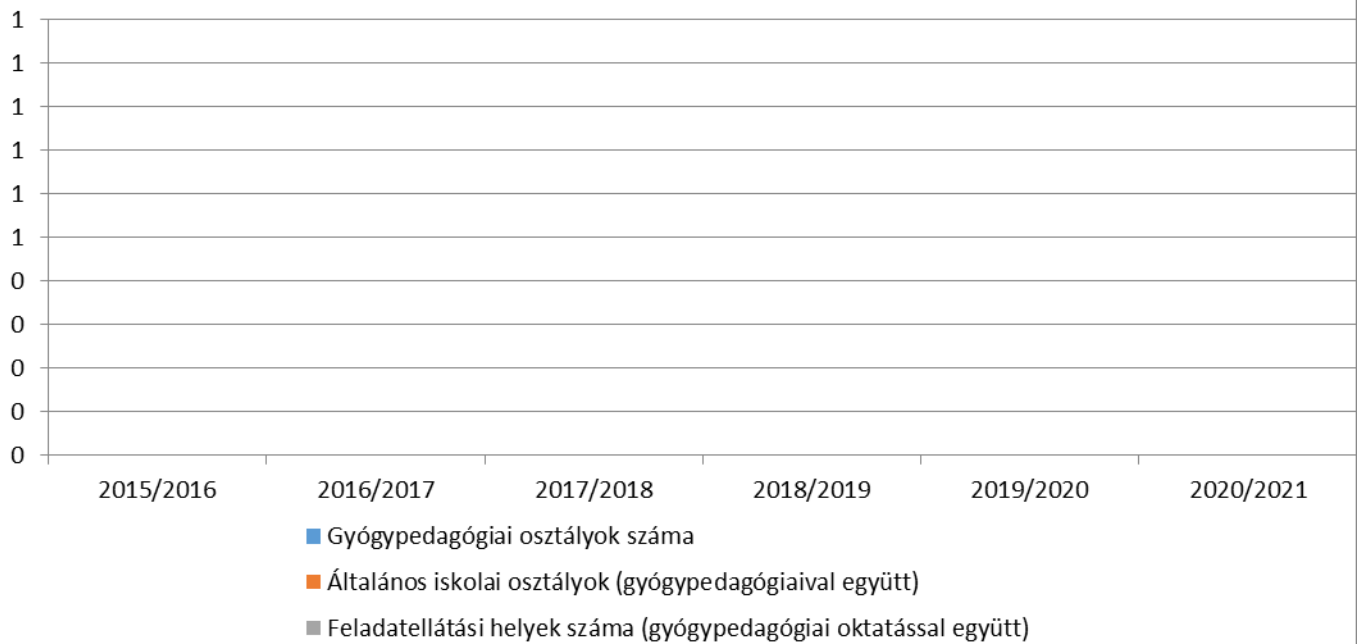 1
1
1
1
1
1
0
0
0
0
0
2015/2016 2016/2017 2017/2018 2018/2019 2019/2020 2020/2021
Gyógypedagógiai osztályok száma
Általános iskolai osztályok (gyógypedagógiaival együtt)
Feladatellátási helyek száma (gyógypedagógiai oktatással együtt)